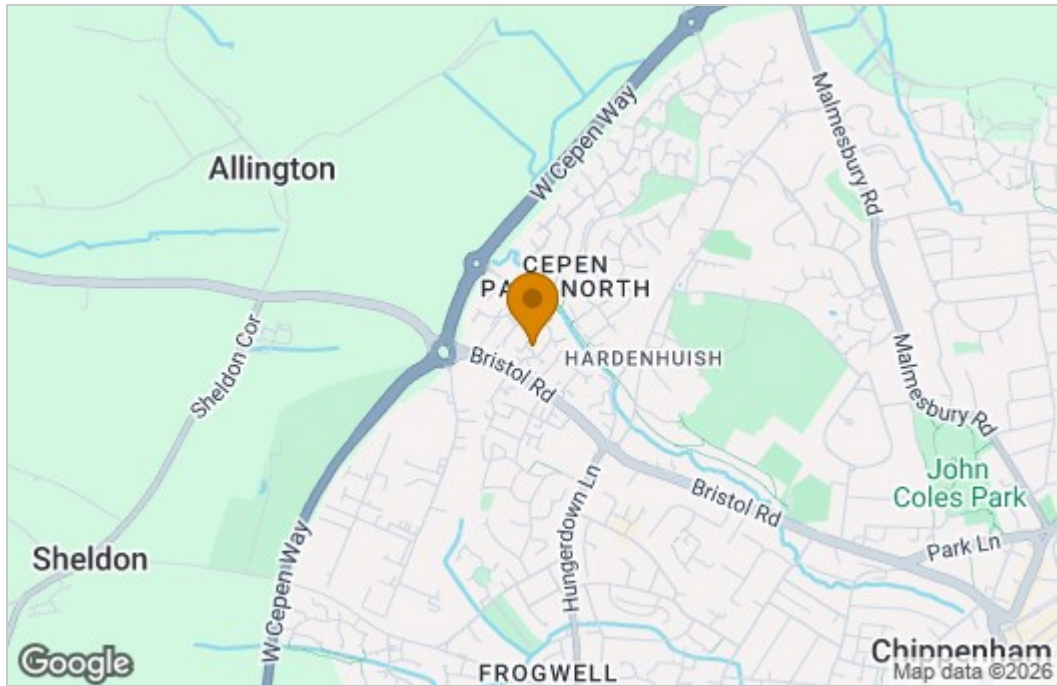 W Cepen Way
Malmesbury Rd
Allington
CEPEN
PA NORTH
Sheldon Cor
HARDENHUISH
Bristol Rd
Malmesbury Rd
John
Coles Park
Hungerdown Ln
Bristol Rd
Park Ln
Sheldon
W Cepen Way
FROGWELL
Chippenham
Google
Map data ©2026